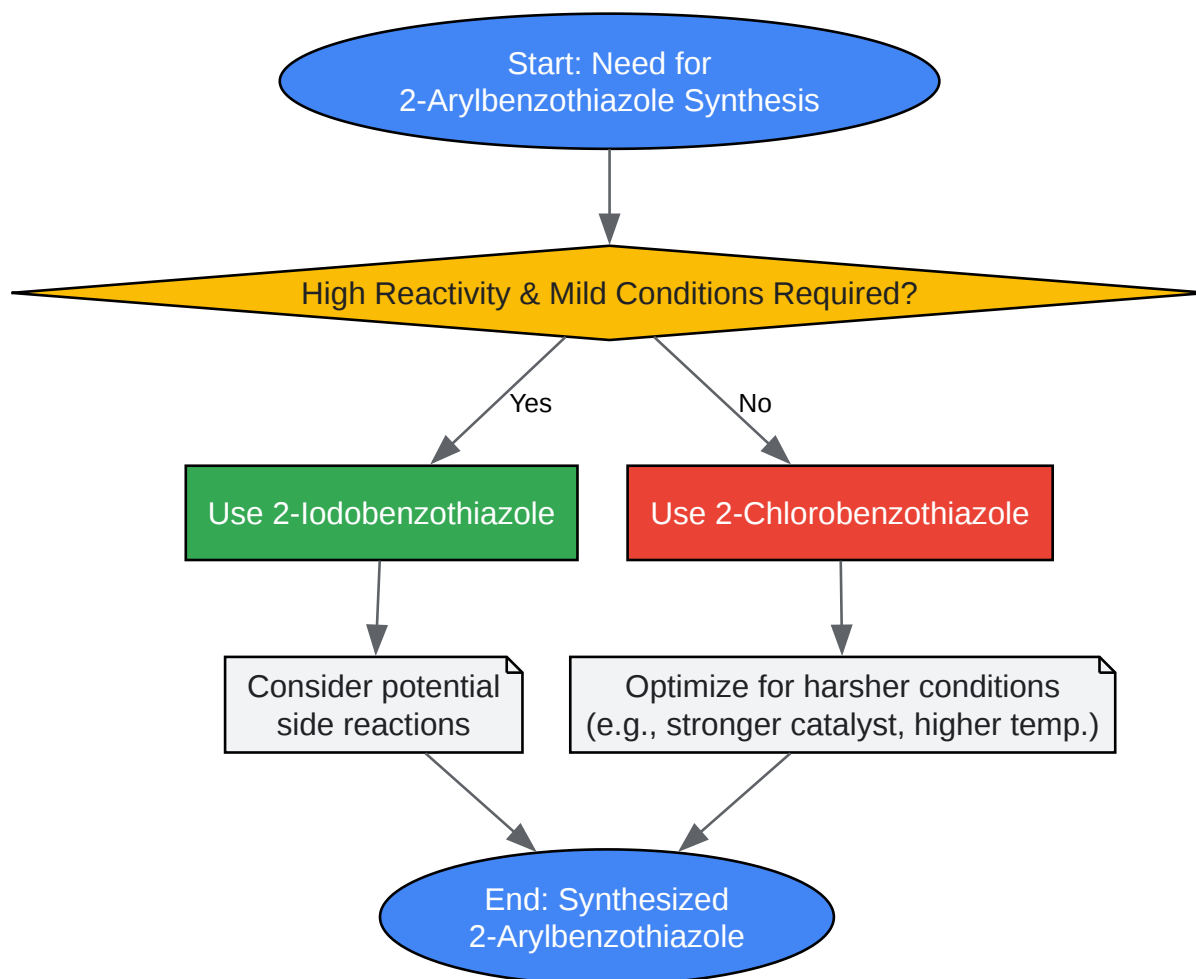 Start: Need for
2-Arylbenzothiazole Synthesis
High Reactivity & Mild Conditions Required?
Yes
No
Use 2-Iodobenzothiazole
Use 2-Chlorobenzothiazole
Consider potential
side reactions
Optimize for harsher conditions
(e.g., stronger catalyst, higher temp.)
End: Synthesized
2-Arylbenzothiazole